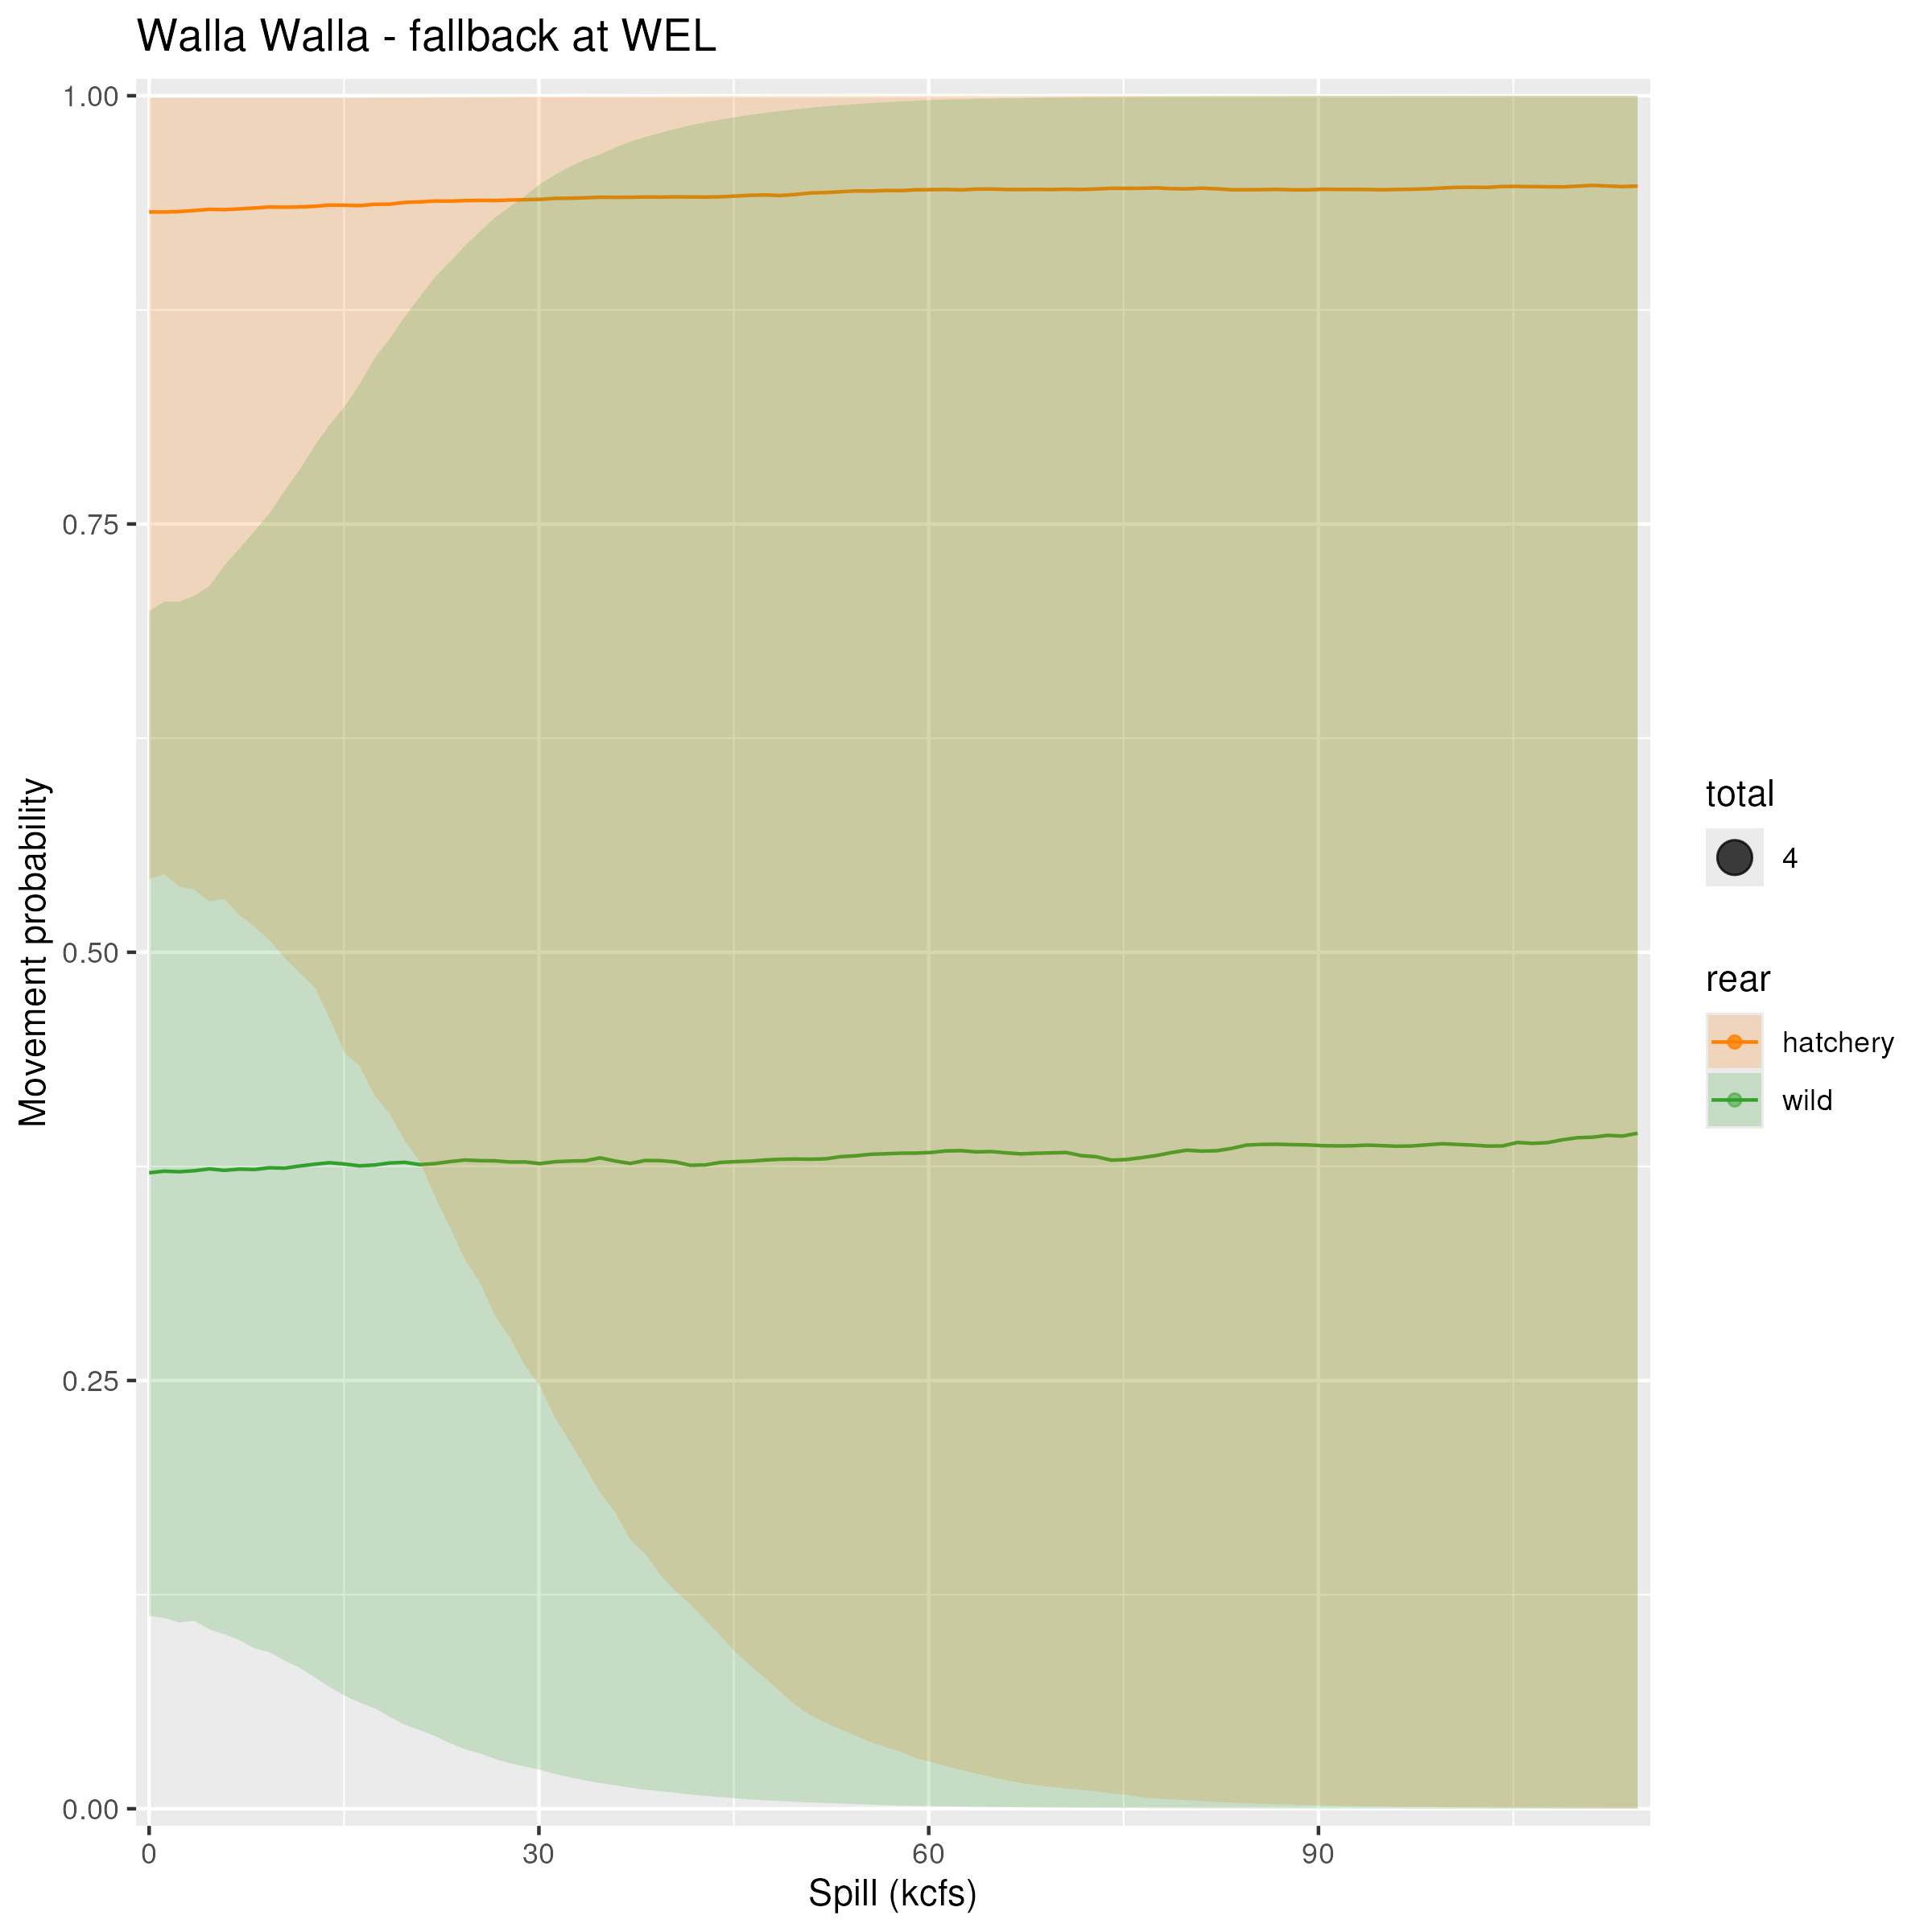 Walla Walla - fallback at WEL
Movement probability
1.00
0.75
0.50
0.25
0.00
0
30
60
90
Spill (kcfs)
total
4
rear
hatchery
wild